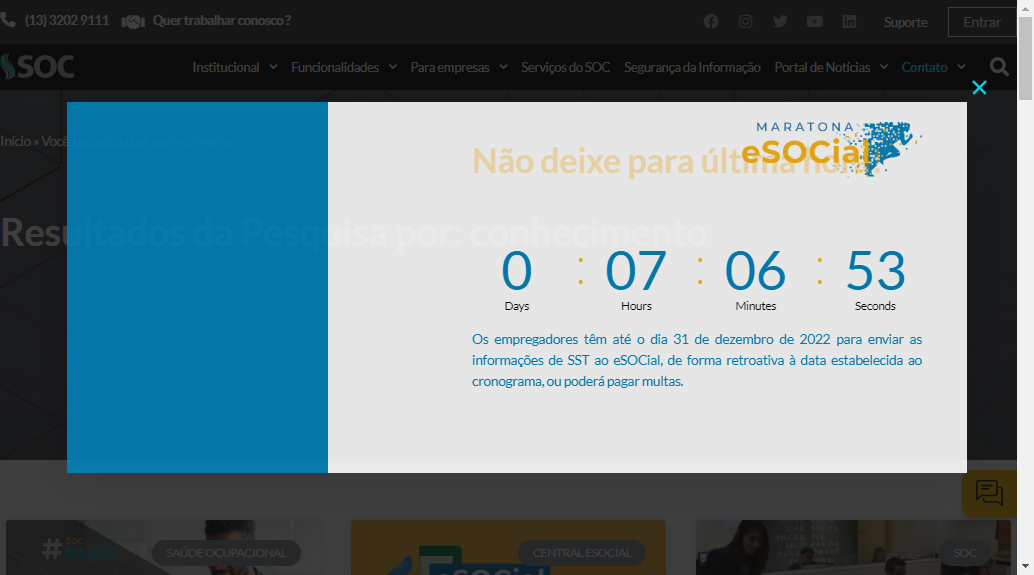 (13) 3202 9111 Quer trabalhar conosco ?
Suporte Entrar
SOC Institucional Funcionalidades Para empresas Serviços do SOC Segurança da Informação Portal de Notícias Contato
MARATONA
eSOCial
Início » Você
Não deixe para última hora!
Resultados da Pesquisa por: conhecimento
0 : 07 : 06 : 53
Days Hours Minutes Seconds
Os empregadores têm até o dia 31 de dezembro de 2022 para enviar as
informações de SST ao eSOCial, de forma retroativa à data estabelecida ao
cronograma, ou poderá pagar multas.
#SOC
BLOG
SAÚDE OCUPACIONAL CENTRAL ESOCIAL SOC
eSOCial